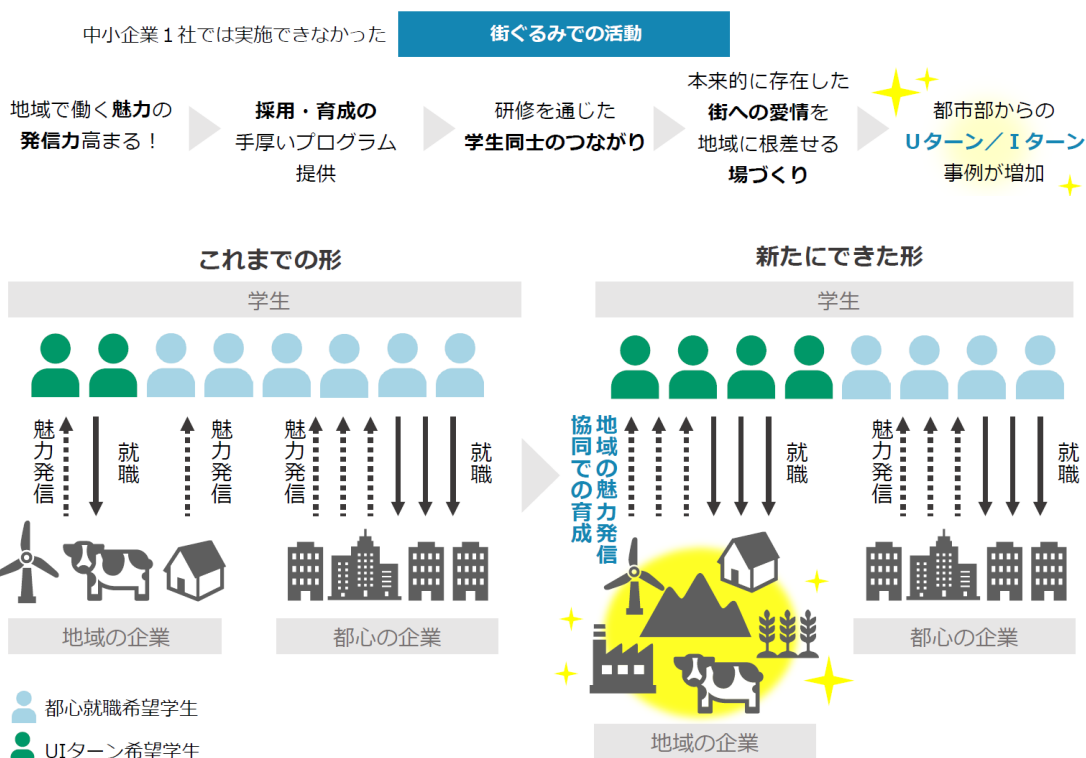 中小企業１社では実施できなかった
街ぐるみでの活動
地域で働く魅力の
発信力高まる！
採用・育成の
手厚いプログラム
提供
研修を通じた
学生同士のつながり
本来的に存在した
街への愛情を
地域に根差せる
場づくり
都市部からの
Ｕターン／Ｉターン
事例が増加
これまでの形
学生
魅力発信
就職
魅力発信
魅力発信
就職
地域の企業
都心の企業
都心就職希望学生
UIターン希望学生
新たにできた形
学生
地域の魅力発信
協同での育成
就職
魅力発信
就職
都心の企業
地域の企業